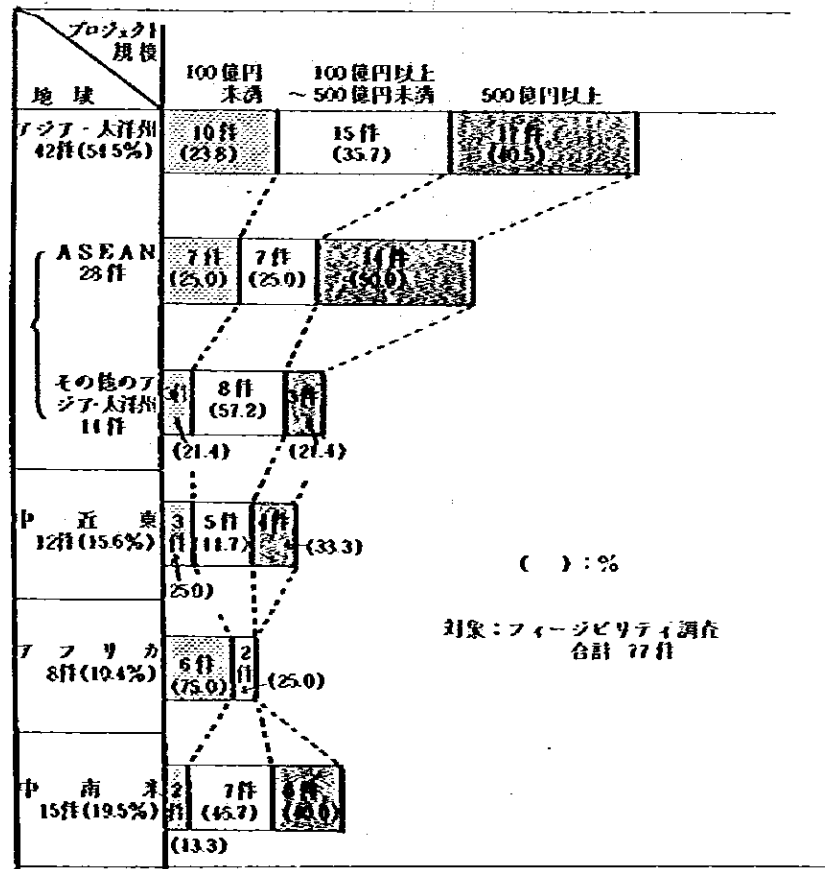 プロジェクト
規模
地域
100億円
未満
100億円以上
~500億円未満
500億円以上
アジア・太洋州
42件(54.5%)
10件
(23.8)
15件
(35.7)
17件
(40.5)
ASEAN
28件
7件
(25.0)
7件
(25.0)
14件
(50.0)
その他のア
ジア・太洋州
14件
8件
(57.2)
3件
(21.4)
(21.4)
中近東
12件(15.6%)
3
件
25.0)
5件
(41.7)
4件
(33.3)
( ):%
対象:フィージビリティ調査
合計 77件
アフリカ
8件(10.4%)
6件
(75.0)
2
件
(25.0)
中南米
15件(19.5%)
2
件
(13.3)
7件
(46.7)
6件
(40.0)